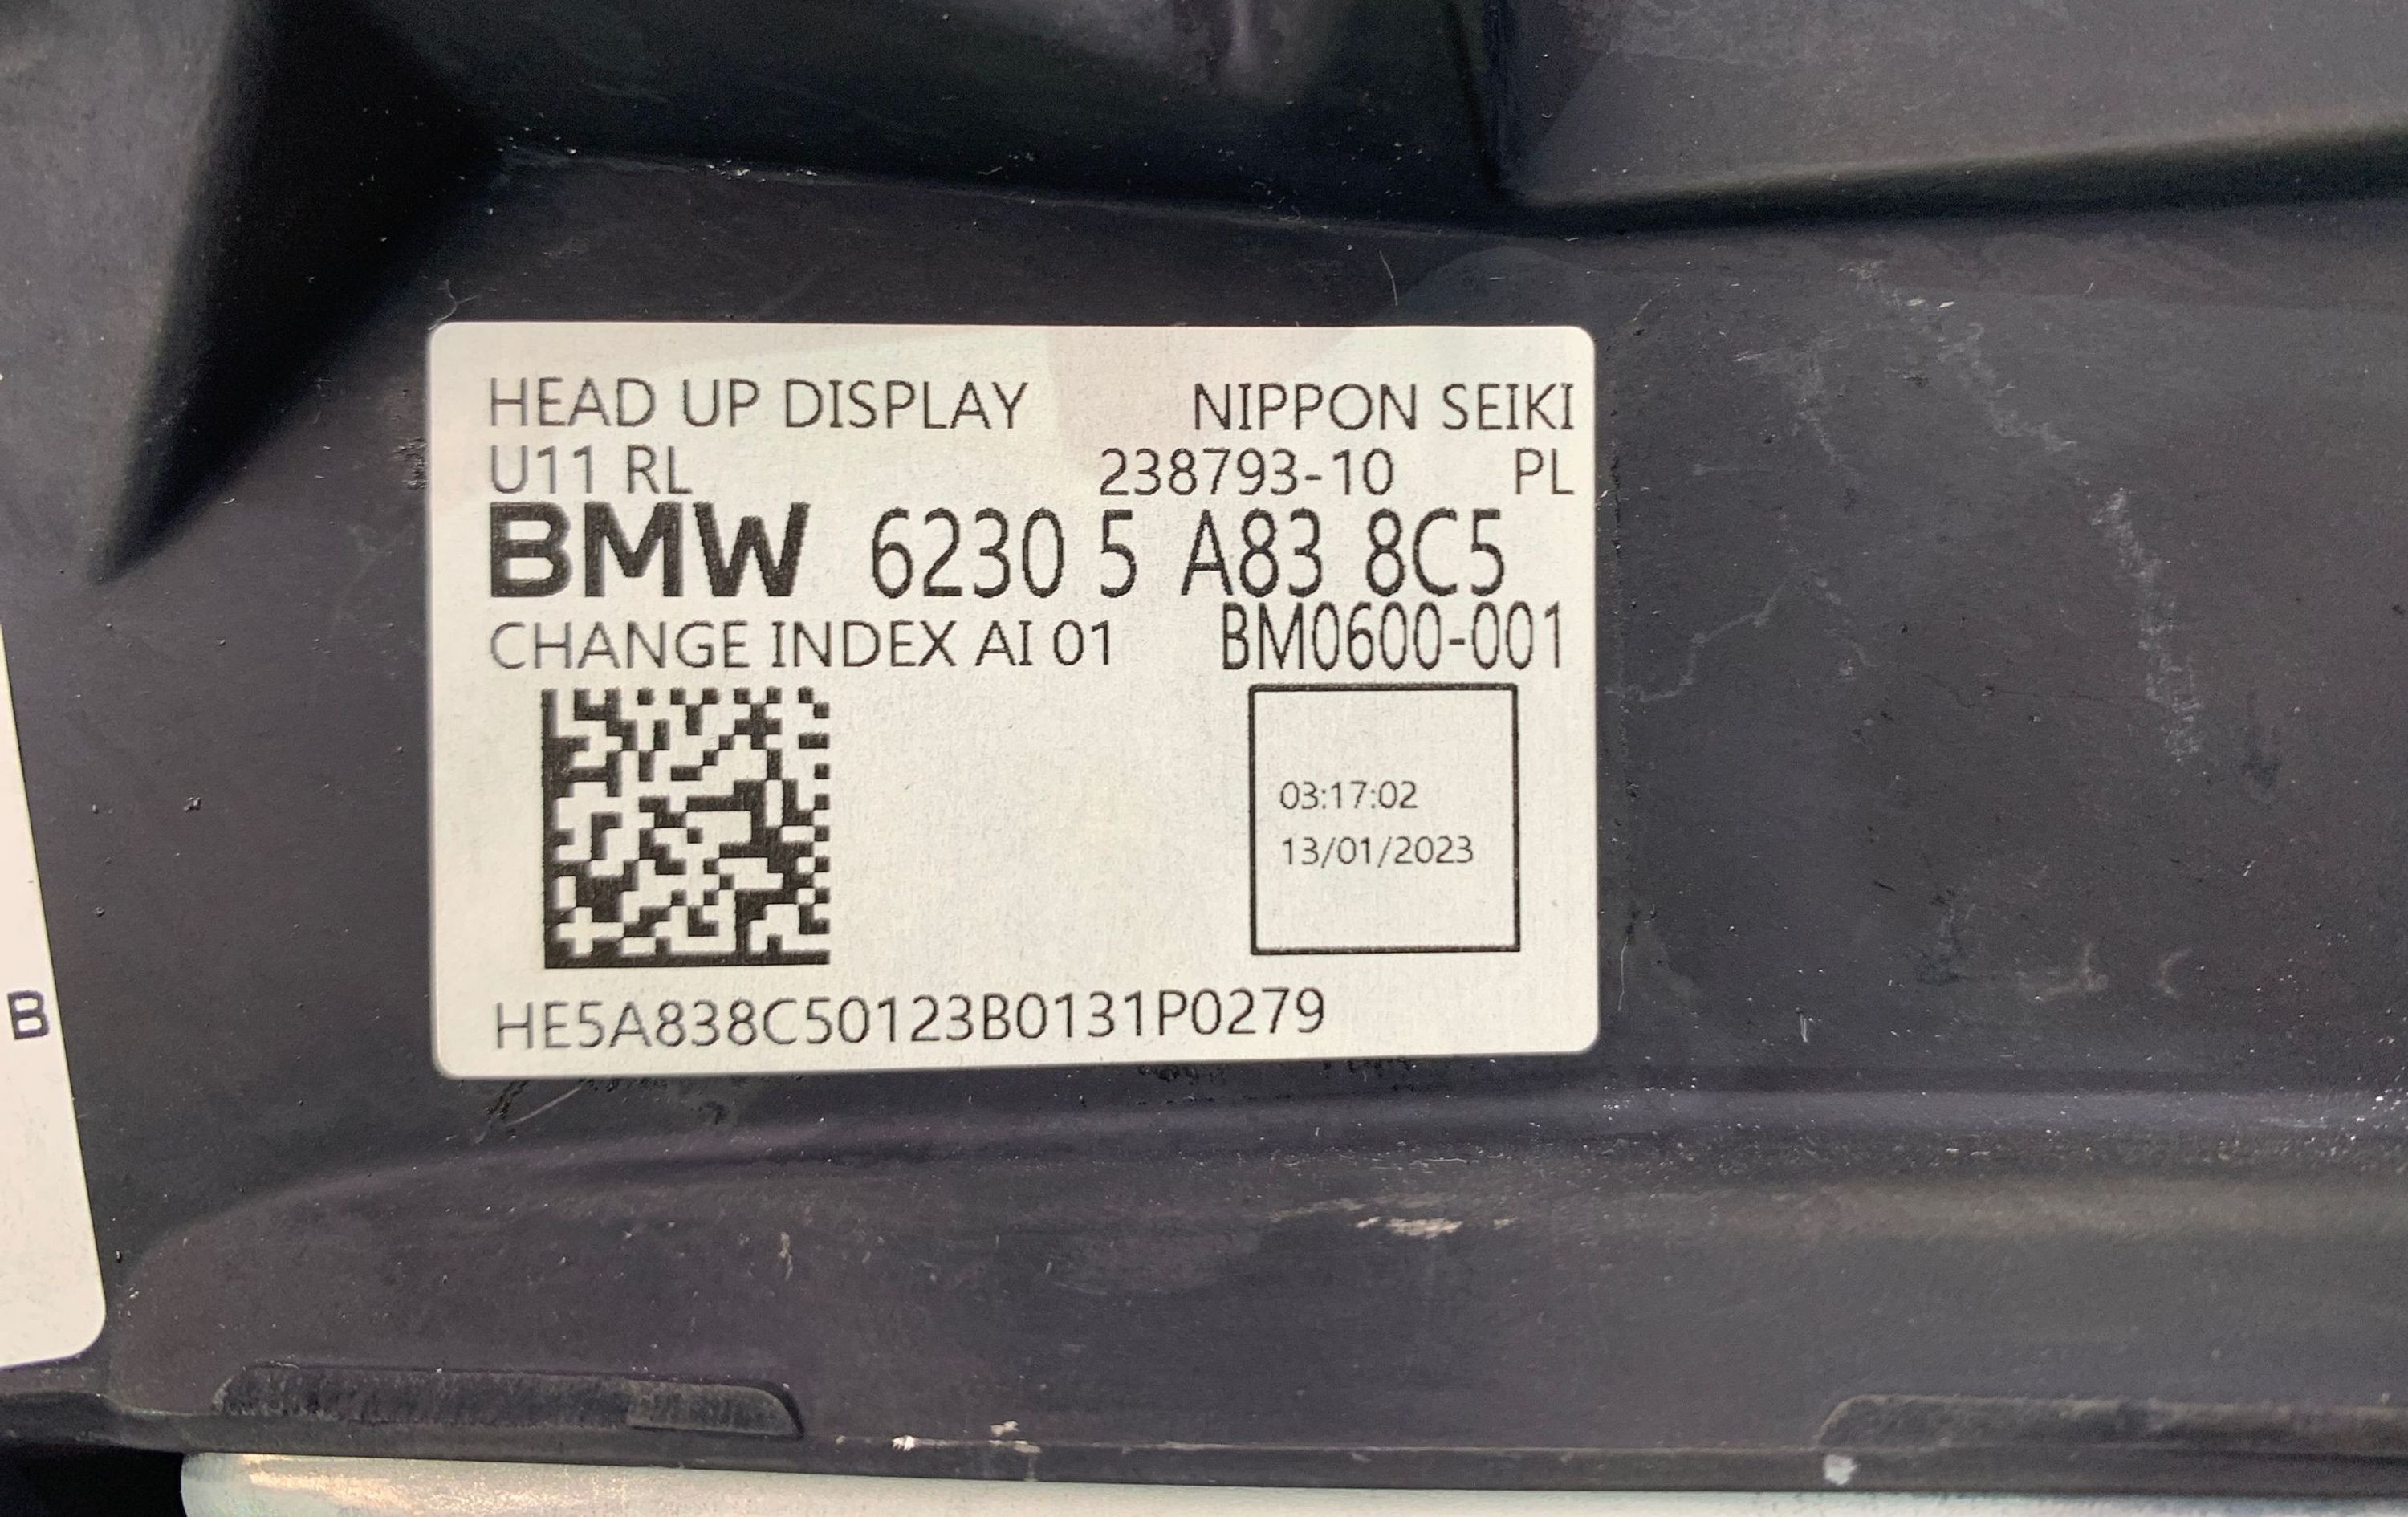 HEAD UP DISPLAY NIPPON SEIKI
U11 RL 238793-10 PL
BMW 6230 5 A83 8C5
CHANGE INDEX AI 01 BM0600-001
03:17:02
13/01/2023
HE5A838C50123B0131P0279
B